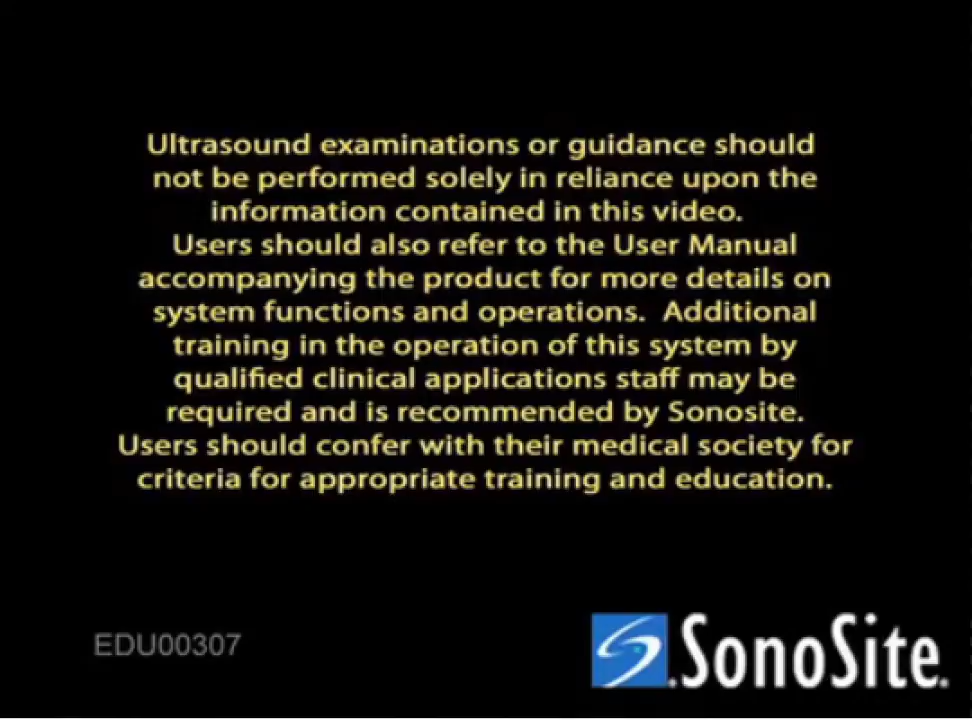 Ultrasound examinations or guidance should
not be performed solely in reliance upon the
information contained in this video.
Users should also refer to the User Manual
accompanying the product for more details on
system functions and operations.  Additional
training in the operation of this system by
qualified clinical applications staff may be
required and is recommended by Sonosite.
Users should confer with their medical society for
criteria for appropriate training and education.
EDU00307
SonoSite.